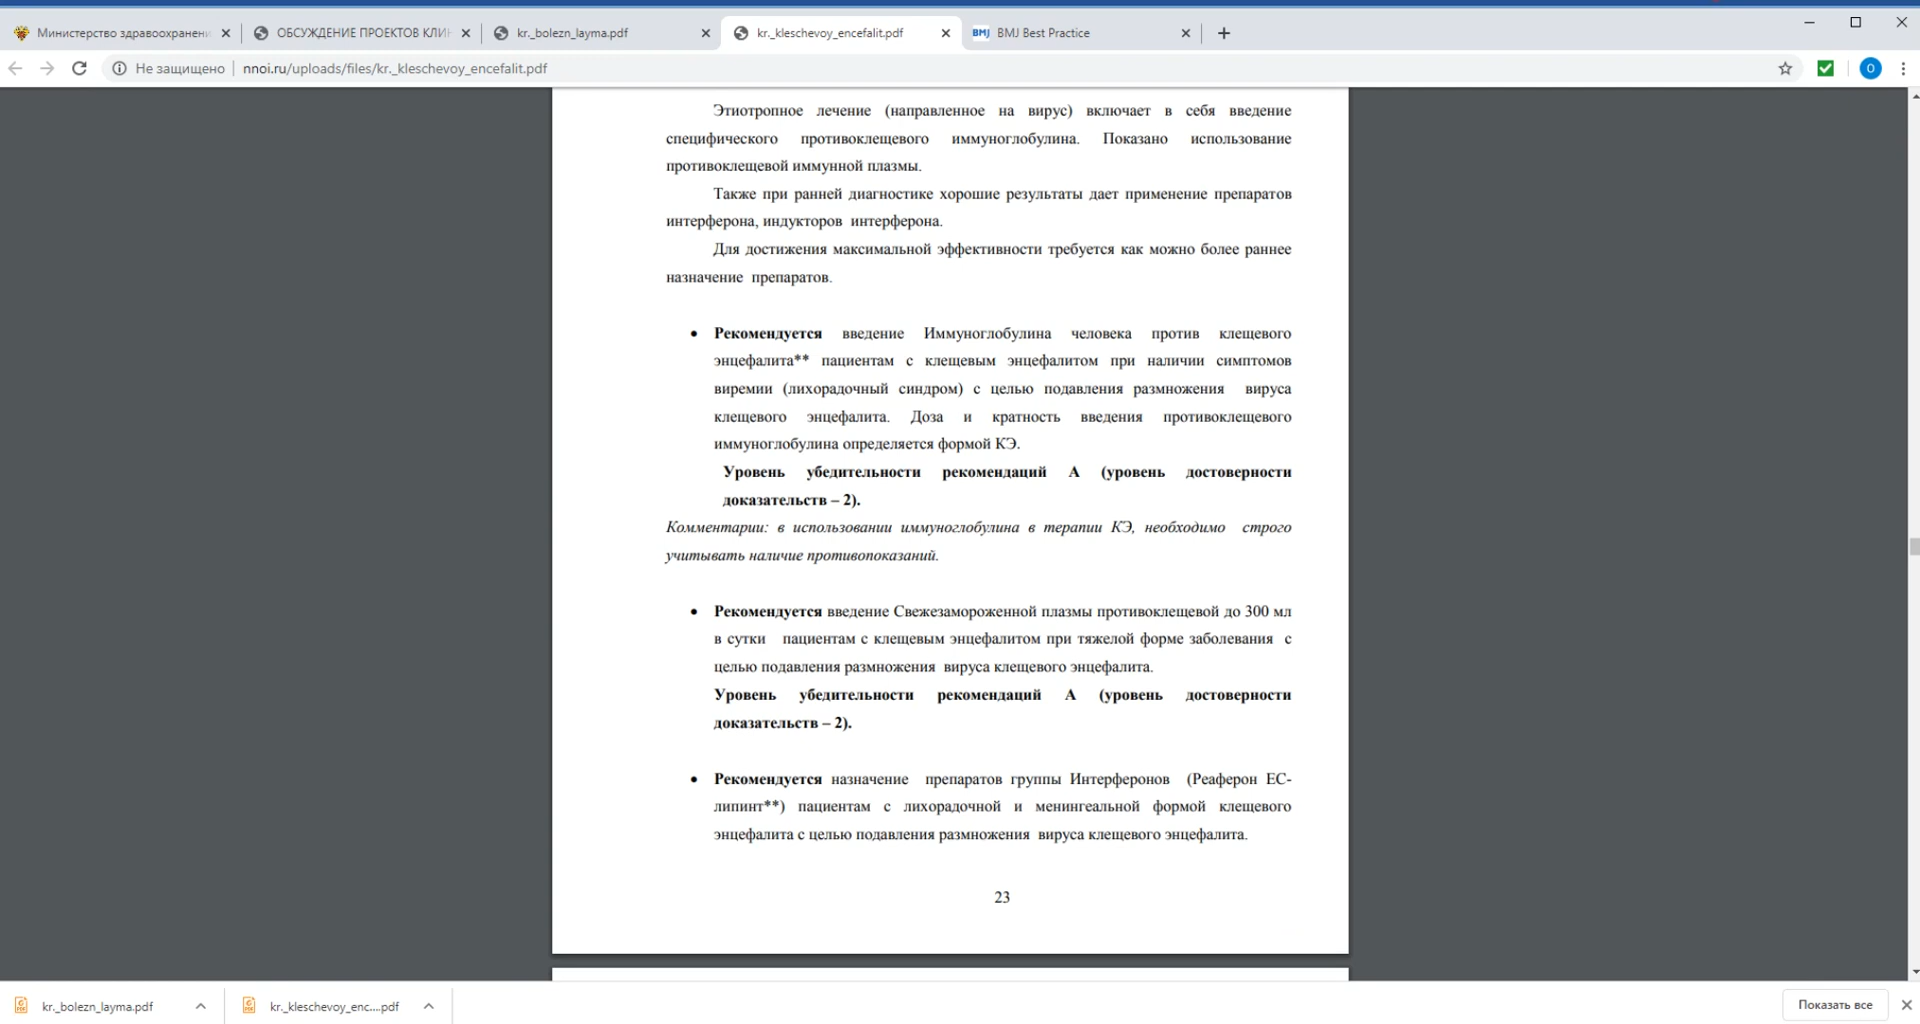 Министерство здравоохранени
ОБСУЖДЕНИЕ ПРОЕКТОВ КЛИН
kr._bolezn_layma.pdf
kr._kleschevoy_encefalit.pdf
BMJ BMJ Best Practice
Не защищено | nnoi.ru/uploads/files/kr._kleschevoy_encefalit.pdf
O
Этиотропное лечение (направленное на вирус) включает в себя введение
специфического противоклещевого иммуноглобулина. Показано использование
противоклещевой иммунной плазмы.
Также при ранней диагностике хорошие результаты дает применение препаратов
интерферона, индукторов интерферона.
Для достижения максимальной эффективности требуется как можно более раннее
назначение препаратов.
• Рекомендуется введение Иммуноглобулина человека против клещевого
энцефалита** пациентам с клещевым энцефалитом при наличии симптомов
виремии (лихорадочный синдром) с целью подавления размножения вируса
клещевого энцефалита. Доза и кратность введения противоклещевого
иммуноглобулина определяется формой КЭ.
Уровень убедительности рекомендаций А (уровень достоверности
доказательств – 2).
Комментарии: в использовании иммуноглобулина в терапии КЭ, необходимо строго
учитывать наличие противопоказаний.
• Рекомендуется введение Свежезамороженной плазмы противоклещевой до 300 мл
в сутки пациентам с клещевым энцефалитом при тяжелой форме заболевания с
целью подавления размножения вируса клещевого энцефалита.
Уровень убедительности рекомендаций А (уровень достоверности
доказательств – 2).
• Рекомендуется назначение препаратов группы Интерферонов (Реаферон ЕС-
липинт**) пациентам с лихорадочной и менингеальной формой клещевого
энцефалита с целью подавления размножения вируса клещевого энцефалита.
23
kr._bolezn_layma.pdf
kr._kleschevoy_enc....pdf
Показать все